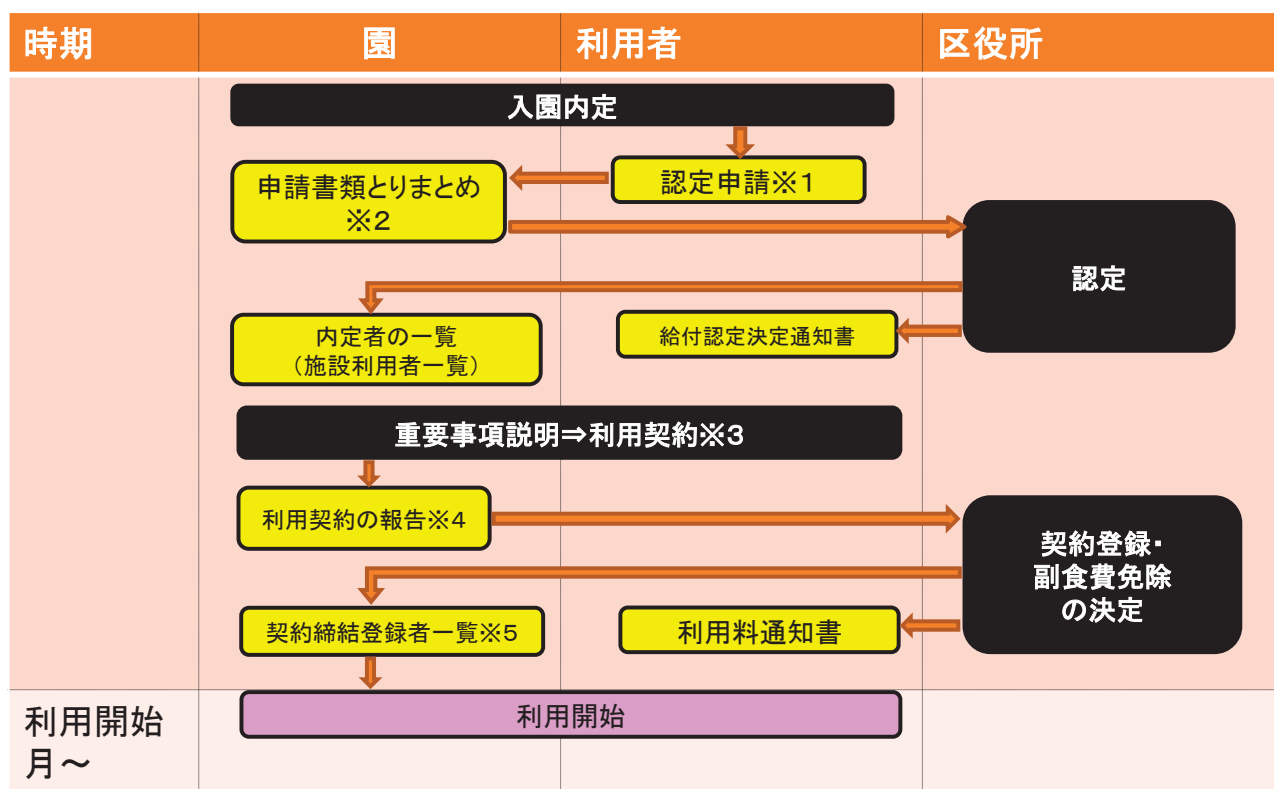 時期
園
利用者
区役所
入園内定
認定申請※1
申請書類とりまとめ
※2
認定
内定者の一覧
（施設利用者一覧）
給付認定決定通知書
重要事項説明⇒利用契約※3
利用契約の報告※4
契約登録・
副食費免除
の決定
契約締結登録者一覧※5
利用料通知書
利用開始
月～
利用開始